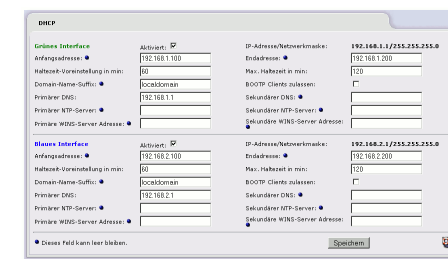 DHCP
Grünes Interface Aktiviert: IP-Adresse/Netzwerkmaske: 192.168.1.1/255.255.255.0
Anfangsadresse: 192.168.1.100 Endadresse: 192.168.1.200
Haltezeit-Voreinstellung in min: 60 Max. Haltezeit in min: 120
Domain-Name-Suffix: localdomain BOOTP Clients zulassen:
Primärer DNS: 192.168.1.1 Sekundärer DNS:
Primärer NTP-Server: Sekundärer NTP-Server:
Primäre WINS-Server Adresse: Sekundäre WINS-Server Adresse:
Blaues Interface Aktiviert: IP-Adresse/Netzwerkmaske: 192.168.2.1/255.255.255.0
Anfangsadresse: 192.168.2.100 Endadresse: 192.168.2.200
Haltezeit-Voreinstellung in min: 60 Max. Haltezeit in min: 120
Domain-Name-Suffix: localdomain BOOTP Clients zulassen:
Primärer DNS: 192.168.2.1 Sekundärer DNS:
Primärer NTP-Server: Sekundärer NTP-Server:
Primäre WINS-Server Adresse: Sekundäre WINS-Server Adresse:
Dieses Feld kann leer bleiben. Speichern